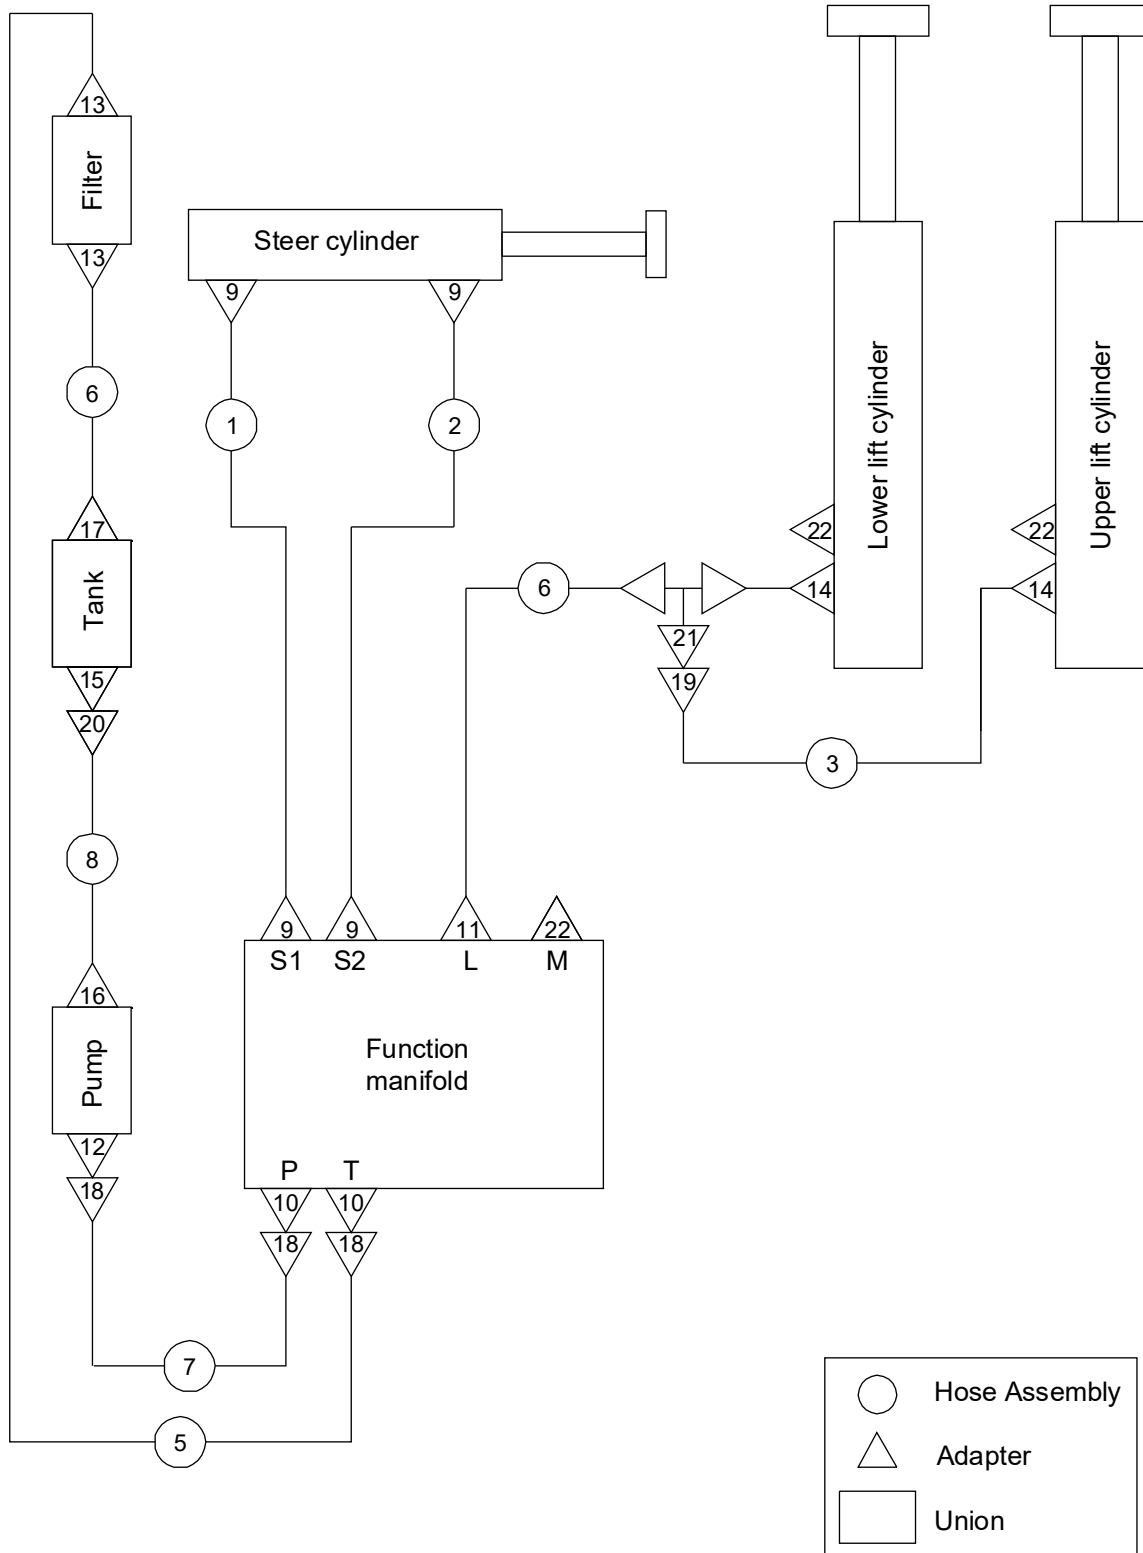 13
Filter
13
Steer cylinder
9
9
6
1
2
Lower lift cylinder
Upper lift cylinder
17
22
22
Tank
6
14
14
15
21
20
19
3
8
9
9
11
22
16
S1
S2
L
M
Pump
Function
manifold
12
P
T
18
10
10
18
18
7
5
Hose Assembly
Adapter
Union